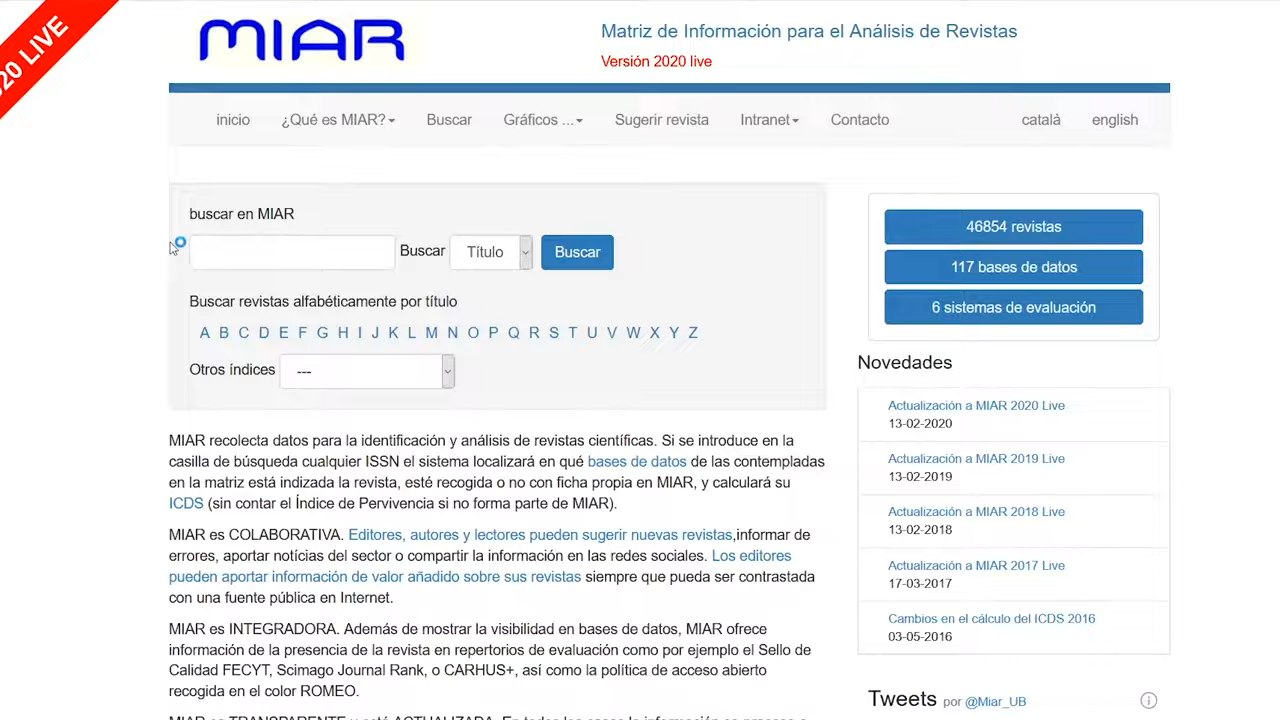 20 LIVE
MIAR
Matriz de Información para el Análisis de Revistas
Versión 2020 live
inicio ¿Qué es MIAR? Buscar Gráficos ... Sugerir revista Intranet Contacto català english
buscar en MIAR
Buscar Título Buscar
Buscar revistas alfabéticamente por título
A B C D E F G H I J K L M N O P Q R S T U V W X Y Z
Otros índices ---
MIAR recolecta datos para la identificación y análisis de revistas científicas. Si se introduce en la
casilla de búsqueda cualquier ISSN el sistema localizará en qué bases de datos de las contempladas
en la matriz está indizada la revista, esté recogida o no con ficha propia en MIAR, y calculará su
ICDS (sin contar el Índice de Pervivencia si no forma parte de MIAR).
MIAR es COLABORATIVA. Editores, autores y lectores pueden sugerir nuevas revistas,informar de
errores, aportar notícias del sector o compartir la información en las redes sociales. Los editores
pueden aportar información de valor añadido sobre sus revistas siempre que pueda ser contrastada
con una fuente pública en Internet.
MIAR es INTEGRADORA. Además de mostrar la visibilidad en bases de datos, MIAR ofrece
información de la presencia de la revista en repertorios de evaluación como por ejemplo el Sello de
Calidad FECYT, Scimago Journal Rank, o CARHUS+, así como la política de acceso abierto
recogida en el color ROMEO.
46854 revistas
117 bases de datos
6 sistemas de evaluación
Novedades
Actualización a MIAR 2020 Live
13-02-2020
Actualización a MIAR 2019 Live
13-02-2019
Actualización a MIAR 2018 Live
13-02-2018
Actualización a MIAR 2017 Live
17-03-2017
Cambios en el cálculo del ICDS 2016
03-05-2016
Tweets por @Miar_UB